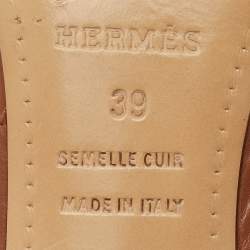 HERMÈS
39
SEMELLE CUIR
MADE IN ITALY